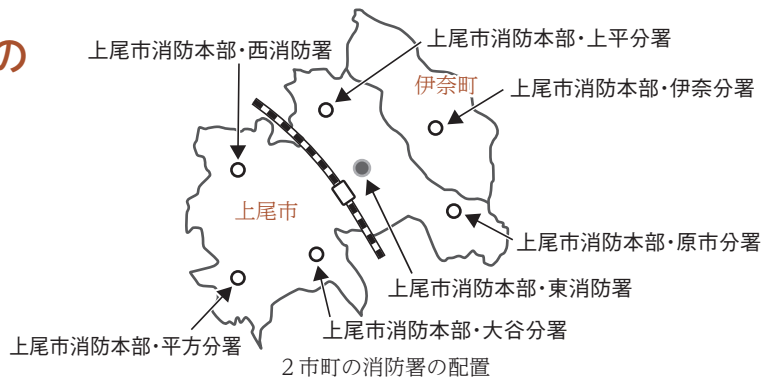 の
上尾市消防本部・西消防署
上尾市消防本部・上平分署
伊奈町
上尾市消防本部・伊奈分署
上尾市
上尾市消防本部・原市分署
上尾市消防本部・東消防署
上尾市消防本部・大谷分署
上尾市消防本部・平方分署
2市町の消防署の配置